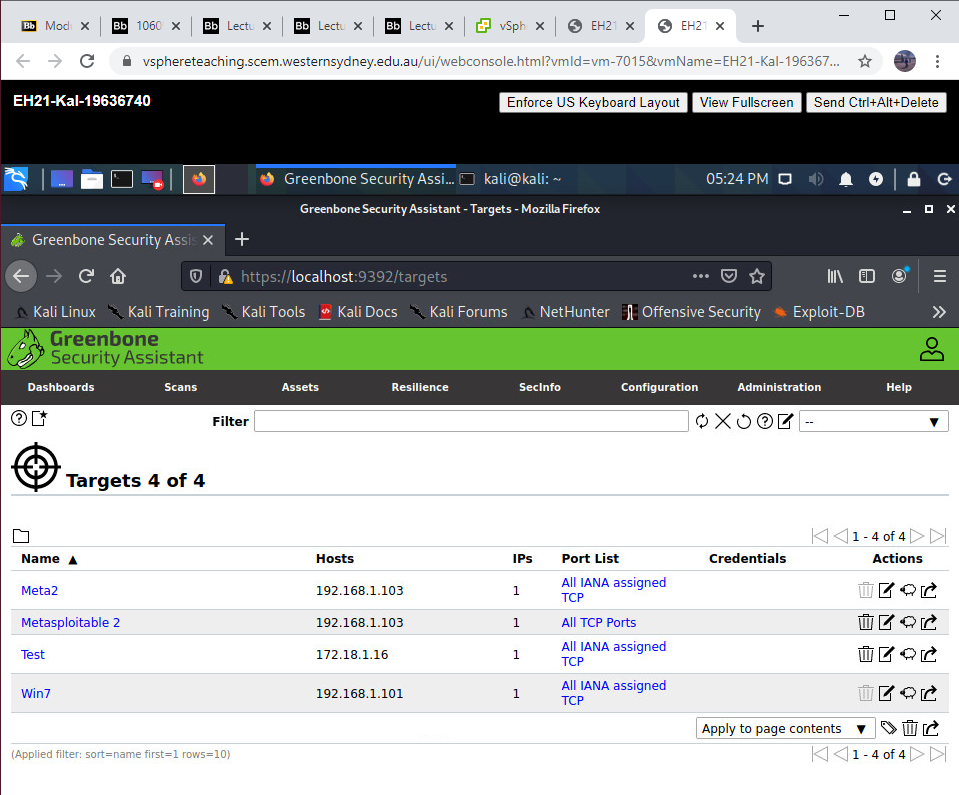 Mode
1060
Lectu
Lectu
Lectu
vSph
EH21
EH21
vsphereteaching.scem.westernsydney.edu.au/ui/webconsole.html?vmId=vm-7015&vmName=EH21-Kal-196367...
EH21-Kal-19636740
Enforce US Keyboard Layout
View Fullscreen
Send Ctrl+Alt+Delete
Greenbone Security Assi...
kali@kali: ~
05:24 PM
Greenbone Security Assistant - Targets - Mozilla Firefox
Greenbone Security Assis
https://localhost:9392/targets
Kali Linux
Kali Training
Kali Tools
Kali Docs
Kali Forums
NetHunter
Offensive Security
Exploit-DB
Greenbone
Security Assistant
Dashboards
Scans
Assets
Resilience
SecInfo
Configuration
Administration
Help
Filter
--
Targets 4 of 4
1 - 4 of 4
Name ▲ Hosts IPs Port List Credentials Actions
Meta2 192.168.1.103 1 All IANA assigned
TCP
Metasploitable 2 192.168.1.103 1 All TCP Ports
Test 172.18.1.16 1 All IANA assigned
TCP
Win7 192.168.1.101 1 All IANA assigned
TCP
Apply to page contents
(Applied filter: sort=name first=1 rows=10)
1 - 4 of 4